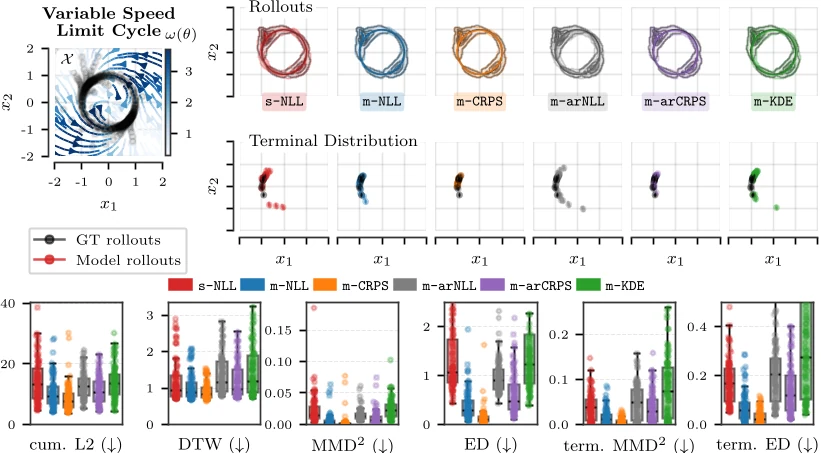 Variable Speed
Limit Cycle
ω(θ)
𝒳
2
1
0
-1
-2
x2
-2 -1 0 1 2
x1
3
2
1
GT rollouts
Model rollouts
Rollouts
x2
s-NLL m-NLL m-CRPS m-arNLL m-arCRPS m-KDE
Terminal Distribution
x2
x1 x1 x1 x1 x1 x1
s-NLL m-NLL m-CRPS m-arNLL m-arCRPS m-KDE
40
20
0
cum. L2 (↓)
3
2
1
0
DTW (↓)
0.15
0.10
0.05
0.00
MMD² (↓)
2
1
0
ED (↓)
0.2
0.1
0.0
term. MMD² (↓)
0.4
0.2
0.0
term. ED (↓)